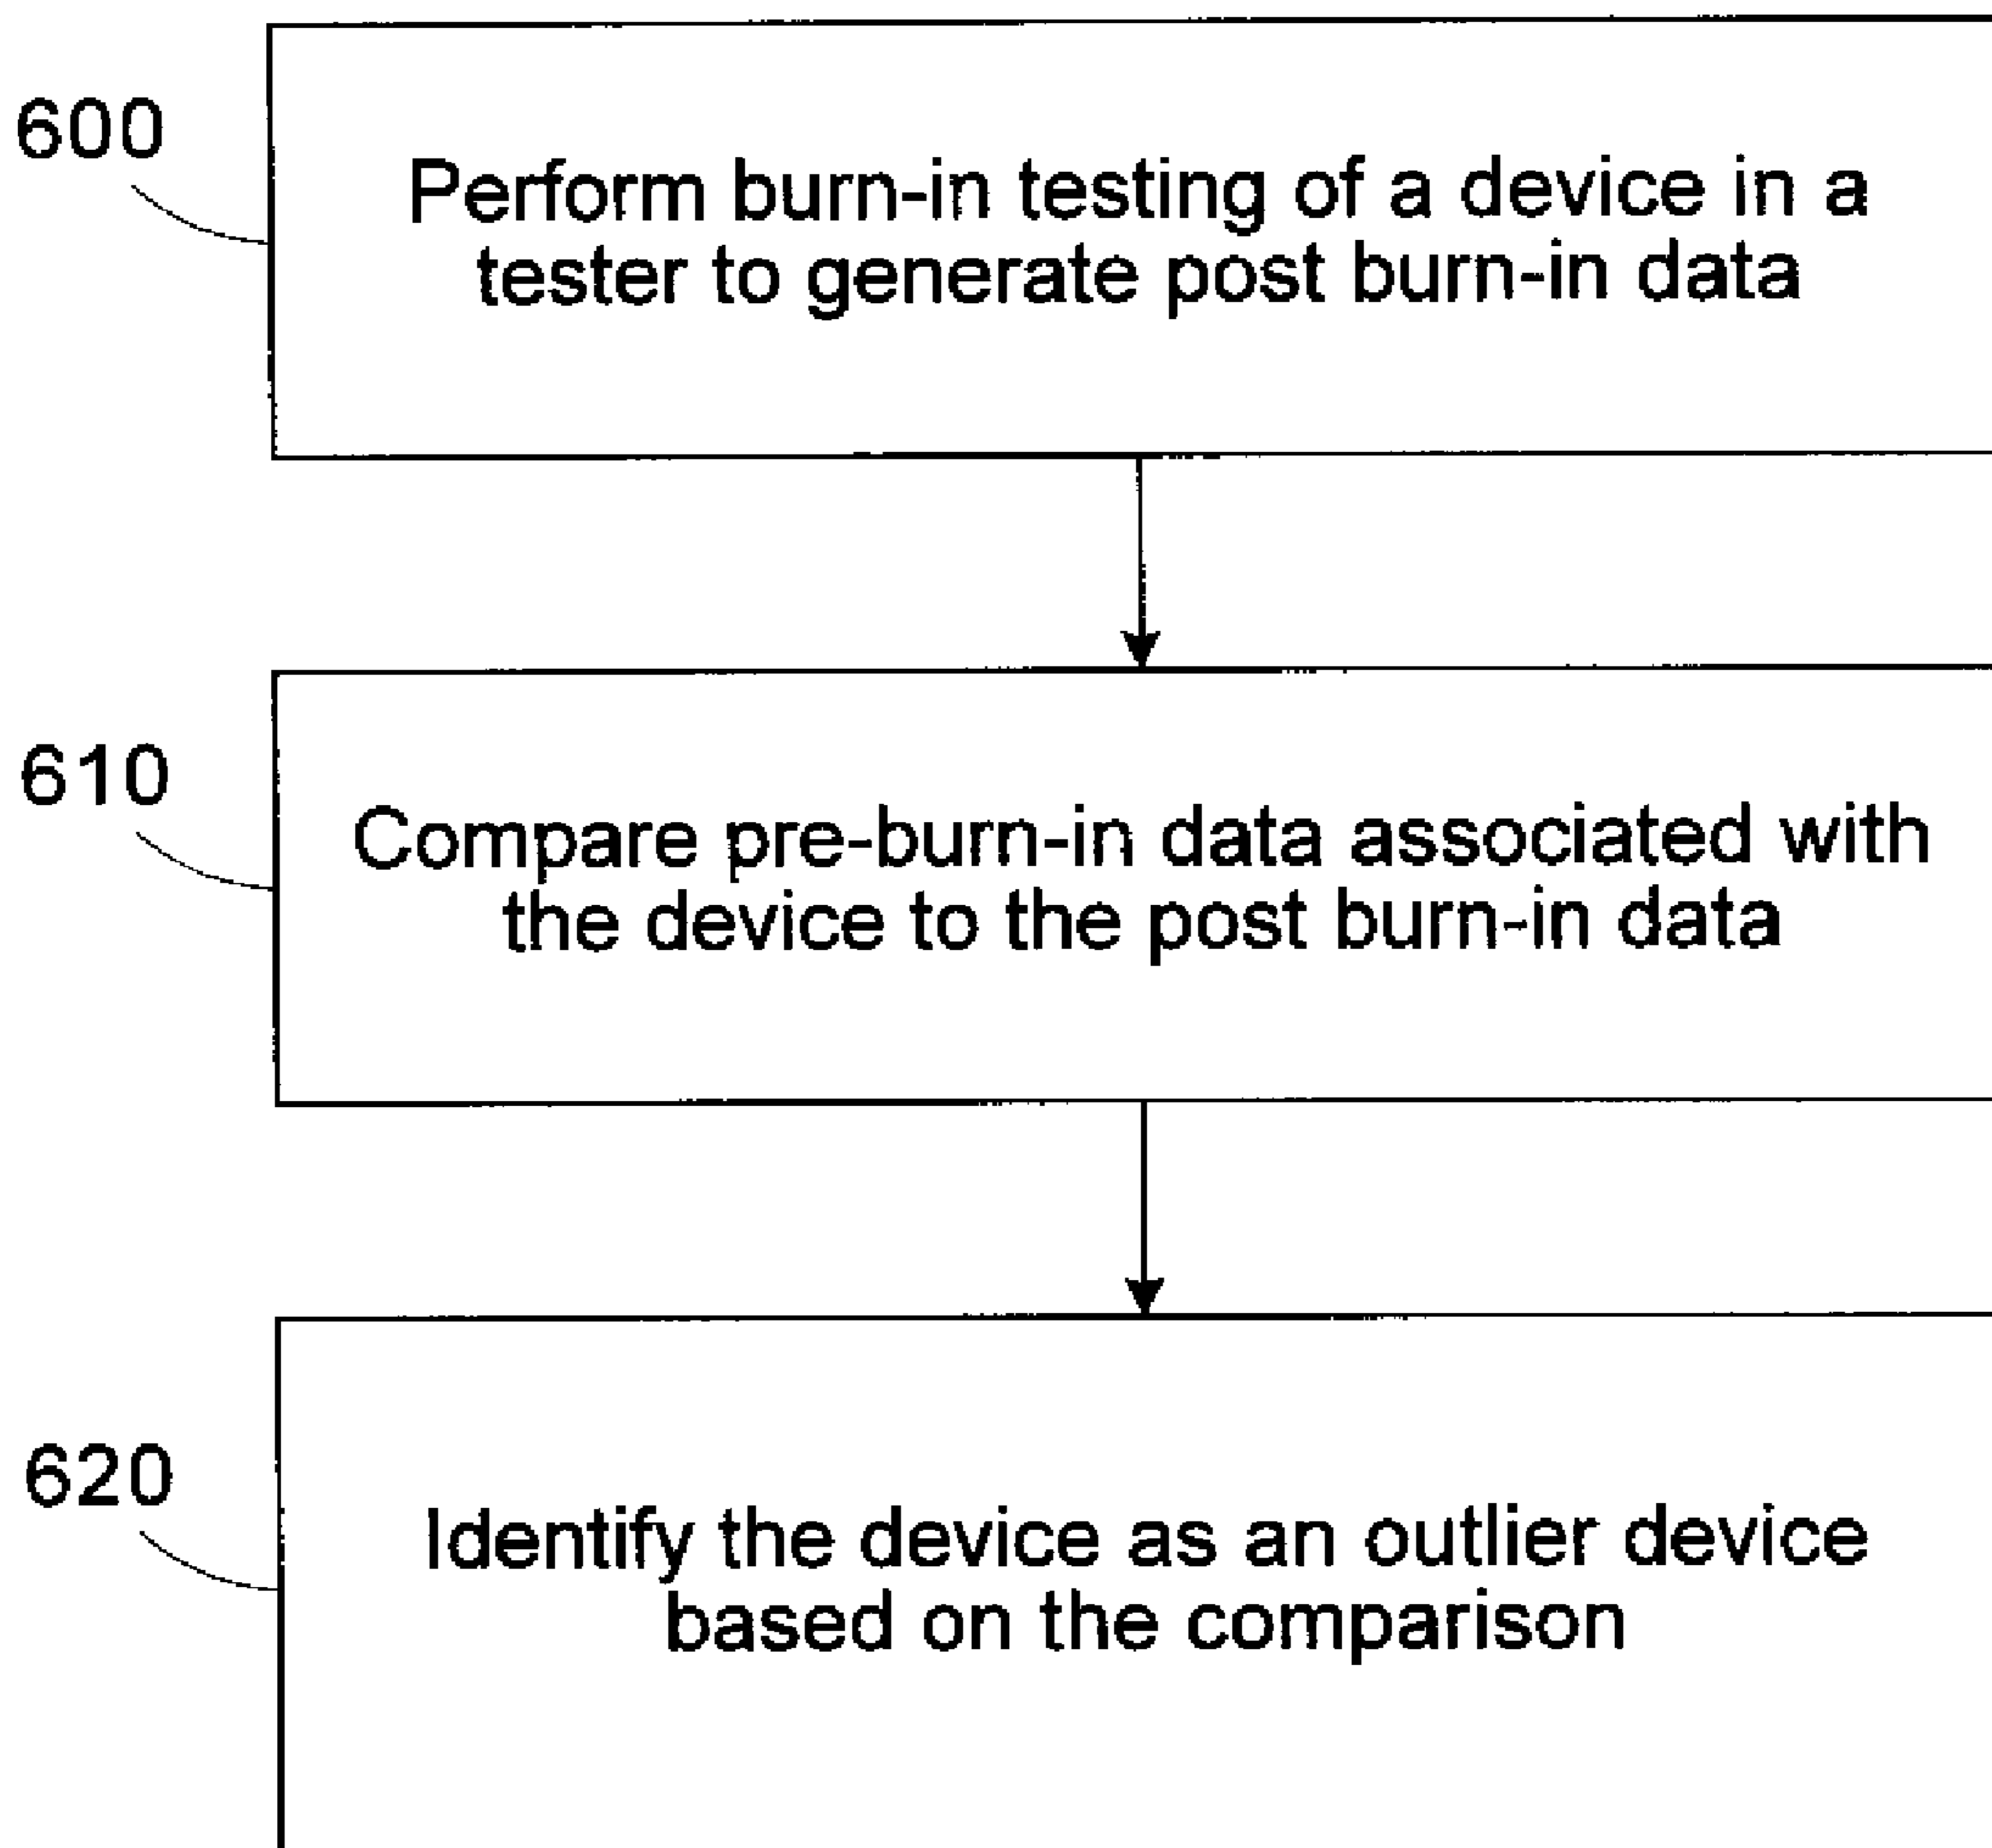 600
Perform burn-in testing of a device in a
tester to generate post burn-in data
610
Compare pre-burn-in data associated with
the device to the post burn-in data
620
Identify the device as an outlier device
based on the comparison